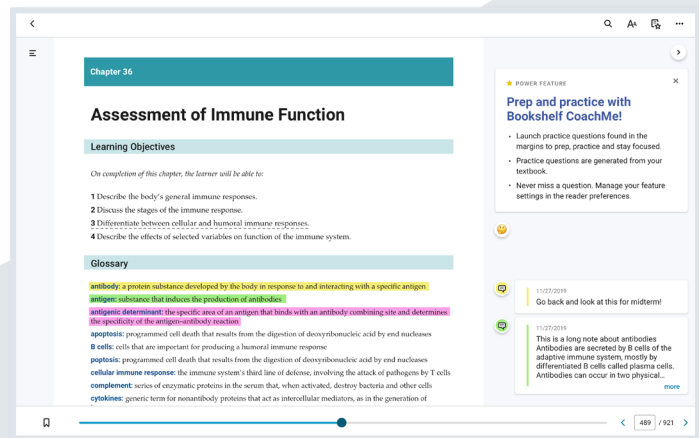 Chapter 36
Assessment of Immune Function
Learning Objectives
On completion of this chapter, the learner will be able to:
1 Describe the body's general immune responses.
2 Discuss the stages of the immune response.
3 Differentiate between cellular and humoral immune responses.
4 Describe the effects of selected variables on function of the immune system.
Glossary
antibody: a protein substance developed by the body in response to and interacting with a specific antigen
antigen: substance that induces the production of antibodies
antigenic determinant: the specific area of an antigen that binds with an antibody combining site and determines
the specificity of the antigen–antibody reaction
apoptosis: programmed cell death that results from the digestion of deoxyribonucleic acid by end nucleases
B cells: cells that are important for producing a humoral immune response
poptosis: programmed cell death that results from the digestion of deoxyribonucleic acid by end nucleases
cellular immune response: the immune system's third line of defense, involving the attack of pathogens by T cells
complement: series of enzymatic proteins in the serum that, when activated, destroy bacteria and other cells
cytokines: generic term for nonantibody proteins that act as intercellular mediators, as in the generation of
POWER FEATURE
Prep and practice with
Bookshelf CoachMe!
• Launch practice questions found in the
margins to prep, practice and stay focused.
• Practice questions are generated from your
textbook.
• Never miss a question. Manage your feature
settings in the reader preferences.
11/27/2019
Go back and look at this for midterm!
11/27/2019
This is a long note about antibodies
Antibodies are secreted by B cells of the
adaptive immune system, mostly by
differentiated B cells called plasma cells.
Antibodies can occur in two physical...
more
489 / 921